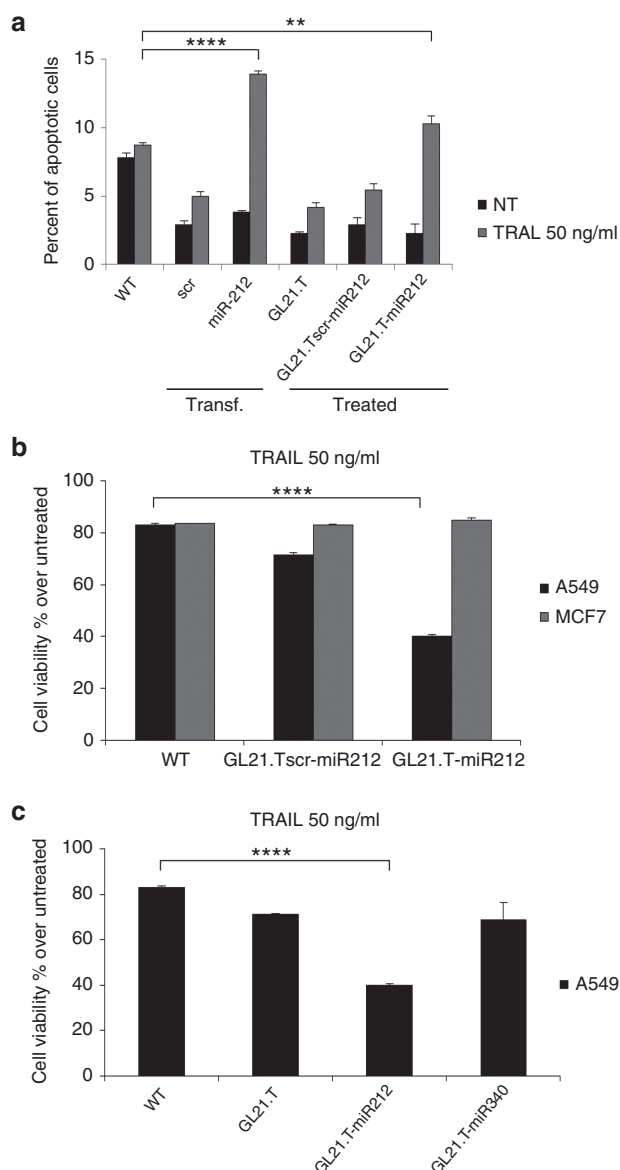 a
**
****
15
10
5
0
Percent of apoptotic cells
NT
TRAL 50 ng/ml
WT
scr
miR-212
GL21.T
GL21.Tscr-miR212
GL21.T-miR212
Transf.
Treated
b
TRAIL 50 ng/ml
****
100
80
60
40
20
0
Cell viability % over untreated
A549
MCF7
WT
GL21.Tscr-miR212
GL21.T-miR212
c
TRAIL 50 ng/ml
****
100
80
60
40
20
0
Cell viability % over untreated
A549
WT
GL21.T
GL21.T-miR212
GL21.T-miR340